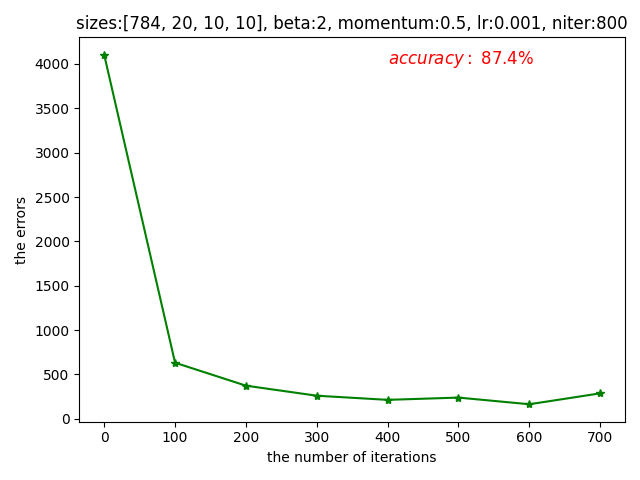 sizes:[784, 20, 10, 10], beta:2, momentum:0.5, lr:0.001, niter:800
accuracy: 87.4%
the errors
4000
3500
3000
2500
2000
1500
1000
500
0
0 100 200 300 400 500 600 700
the number of iterations